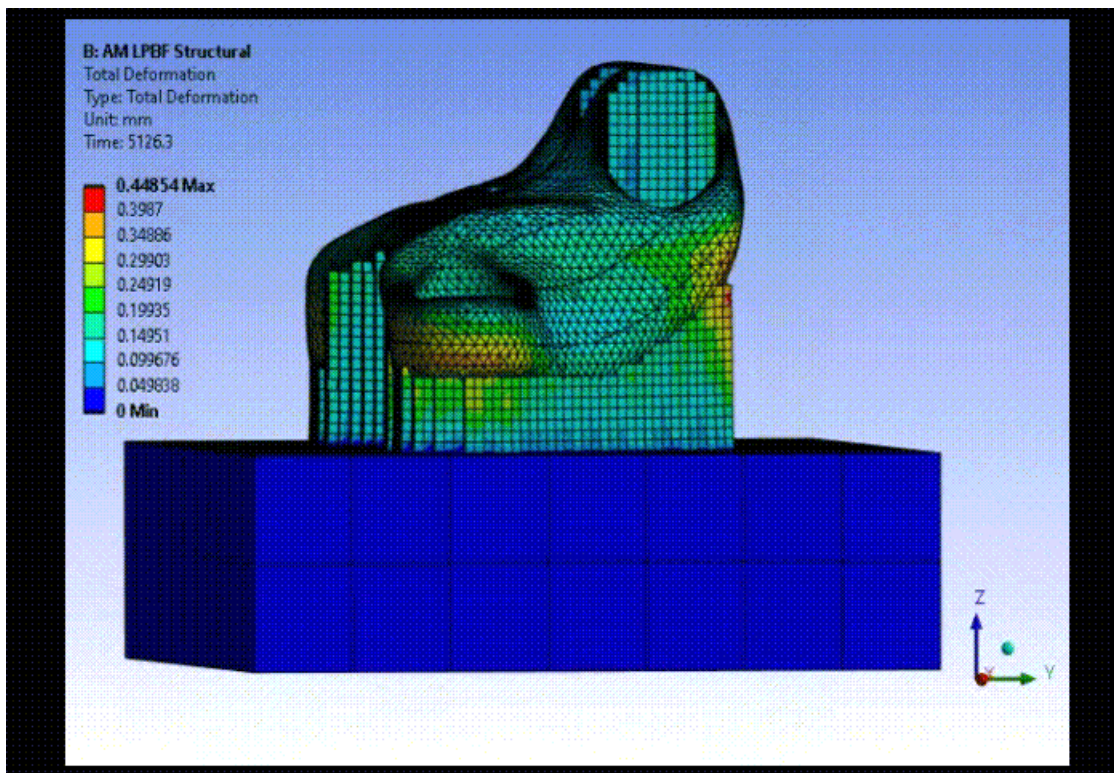 B: AM LPBF Structural
Total Deformation
Type: Total Deformation
Unit: mm
Time: 5126.3
0.44854 Max
0.3987
0.34886
0.29903
0.24919
0.19935
0.14951
0.099676
0.049838
0 Min
Z
X
Y